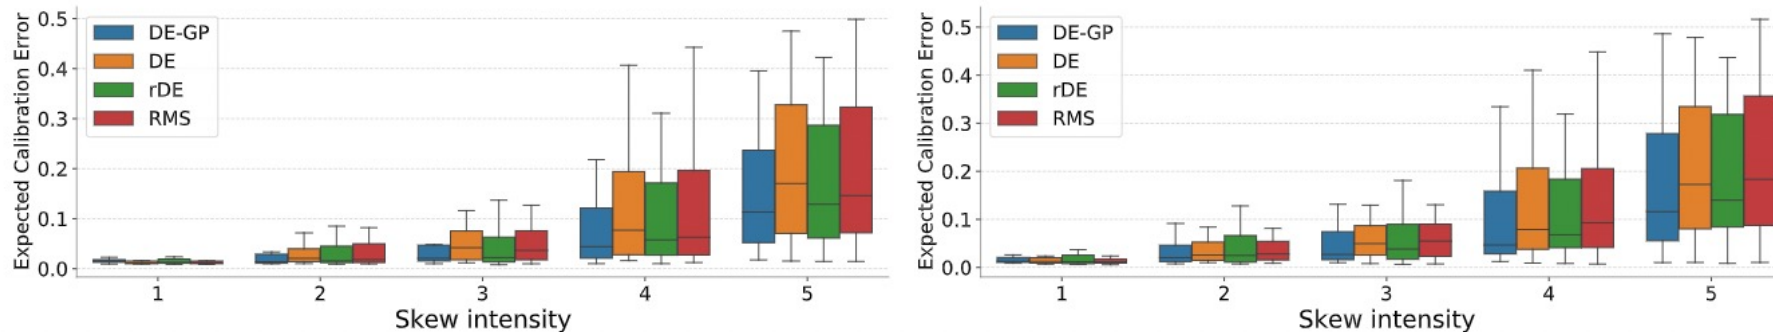 Expected Calibration Error
0.5
0.4
0.3
0.2
0.1
0.0
DE-GP
DE
rDE
RMS
1 2 3 4 5
Skew intensity
Expected Calibration Error
0.5
0.4
0.3
0.2
0.1
0.0
DE-GP
DE
rDE
RMS
1 2 3 4 5
Skew intensity